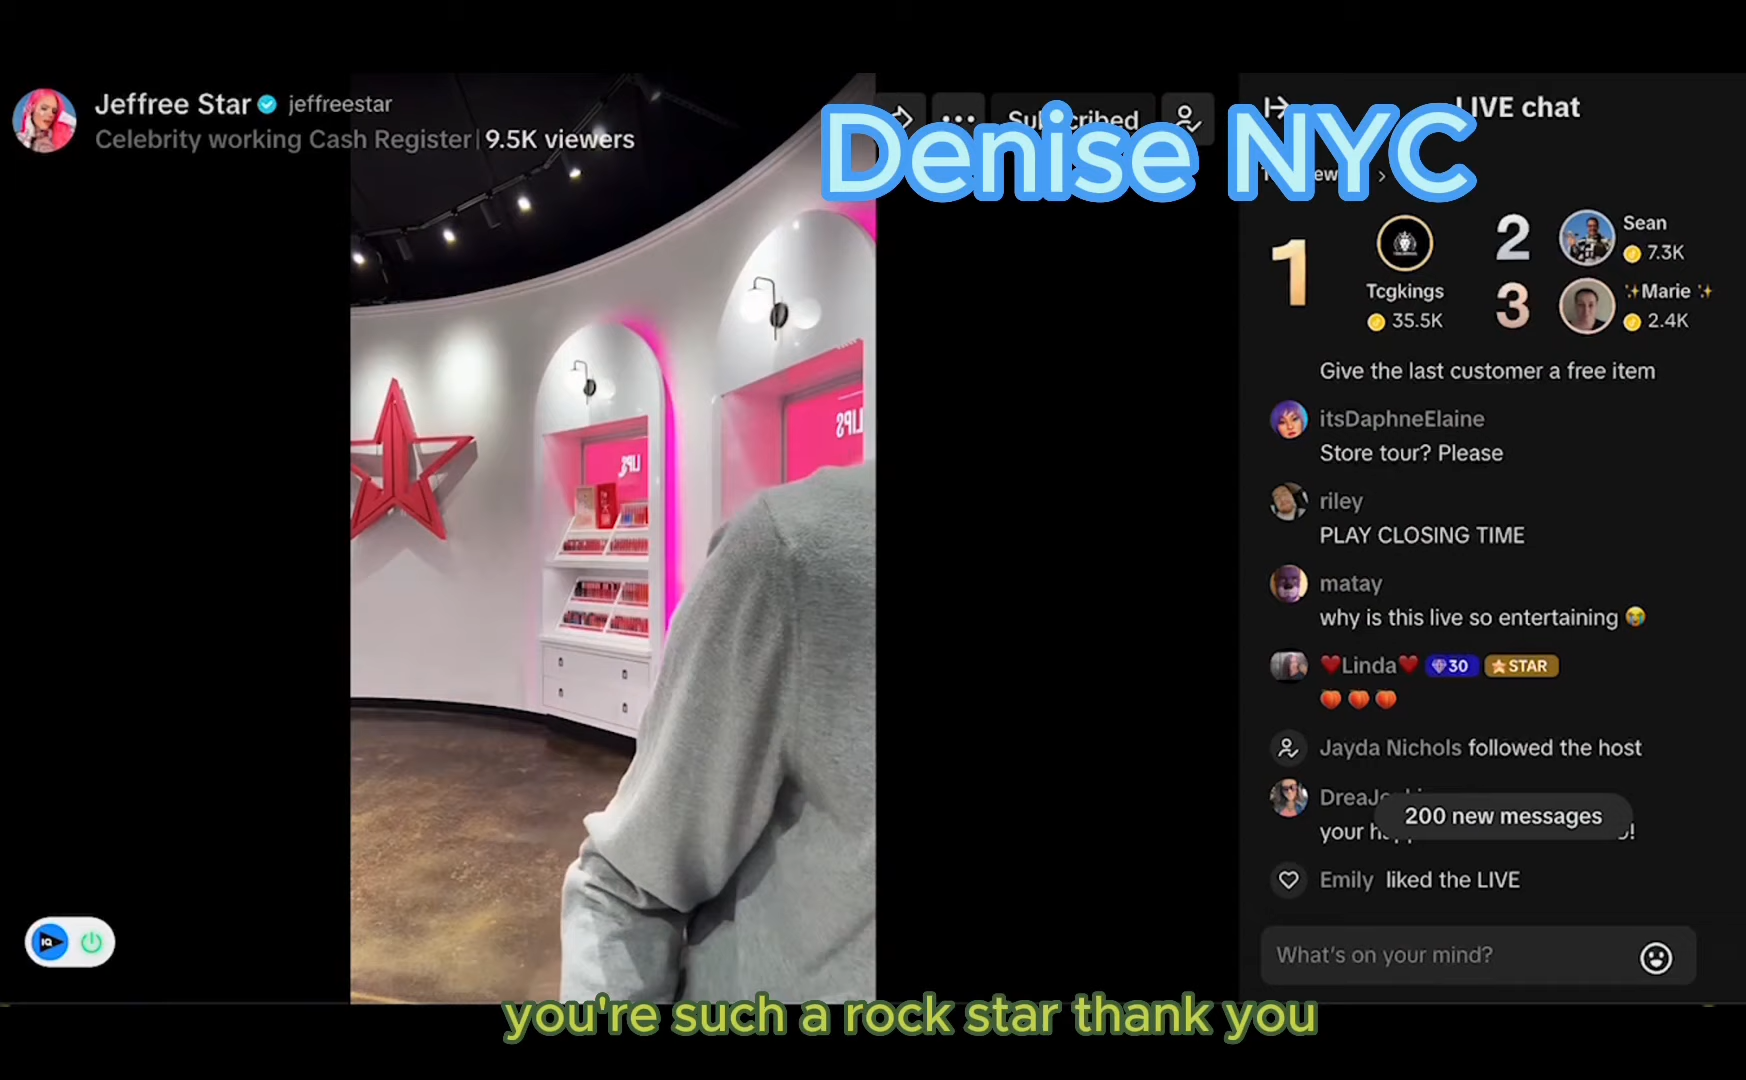 Jeffree Star jeffreestar
Celebrity working Cash Register | 9.5K viewers
Subscribed
LIVE chat
Denise NYC
1
Tcgkings
35.5K
2
Sean
7.3K
3
✨Marie✨
2.4K
Give the last customer a free item
itsDaphneElaine
Store tour? Please
riley
PLAY CLOSING TIME
matay
why is this live so entertaining 😭
❤Linda❤ 30 STAR
🍑🍑🍑
Jayda Nichols followed the host
your
200 new messages
Emily liked the LIVE
What's on your mind?
LIPS
LIPS
IQ
you're such a rock star thank you